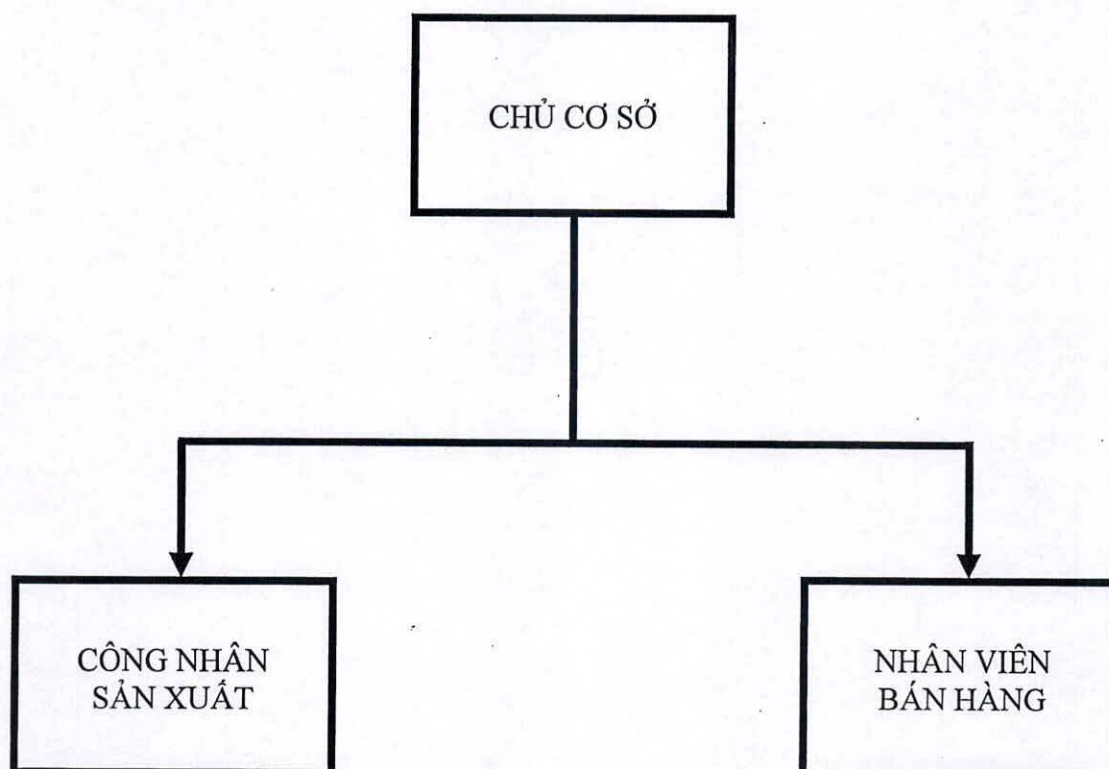 CHỦ CƠ SỞ
CÔNG NHÂN
SẢN XUẤT
NHÂN VIÊN
BÁN HÀNG